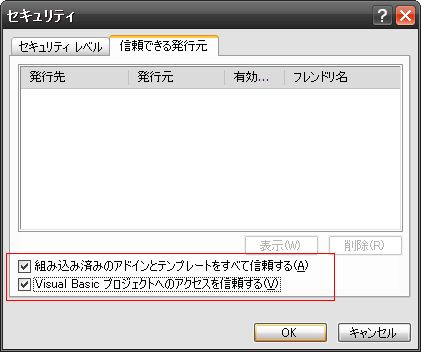 セキュリティ
セキュリティ レベル 信頼できる発行元
発行先 発行元 有効... フレンドリ名
表示(W) 削除(R)
組み込み済みのアドインとテンプレートをすべて信頼する(A)
Visual Basic プロジェクトへのアクセスを信頼する(V)
OK キャンセル